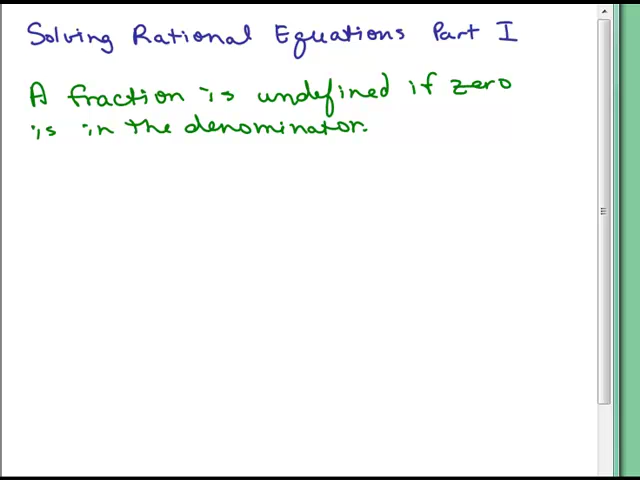 Solving Rational Equations Part I
A fraction is undefined if zero
is in the denominator.